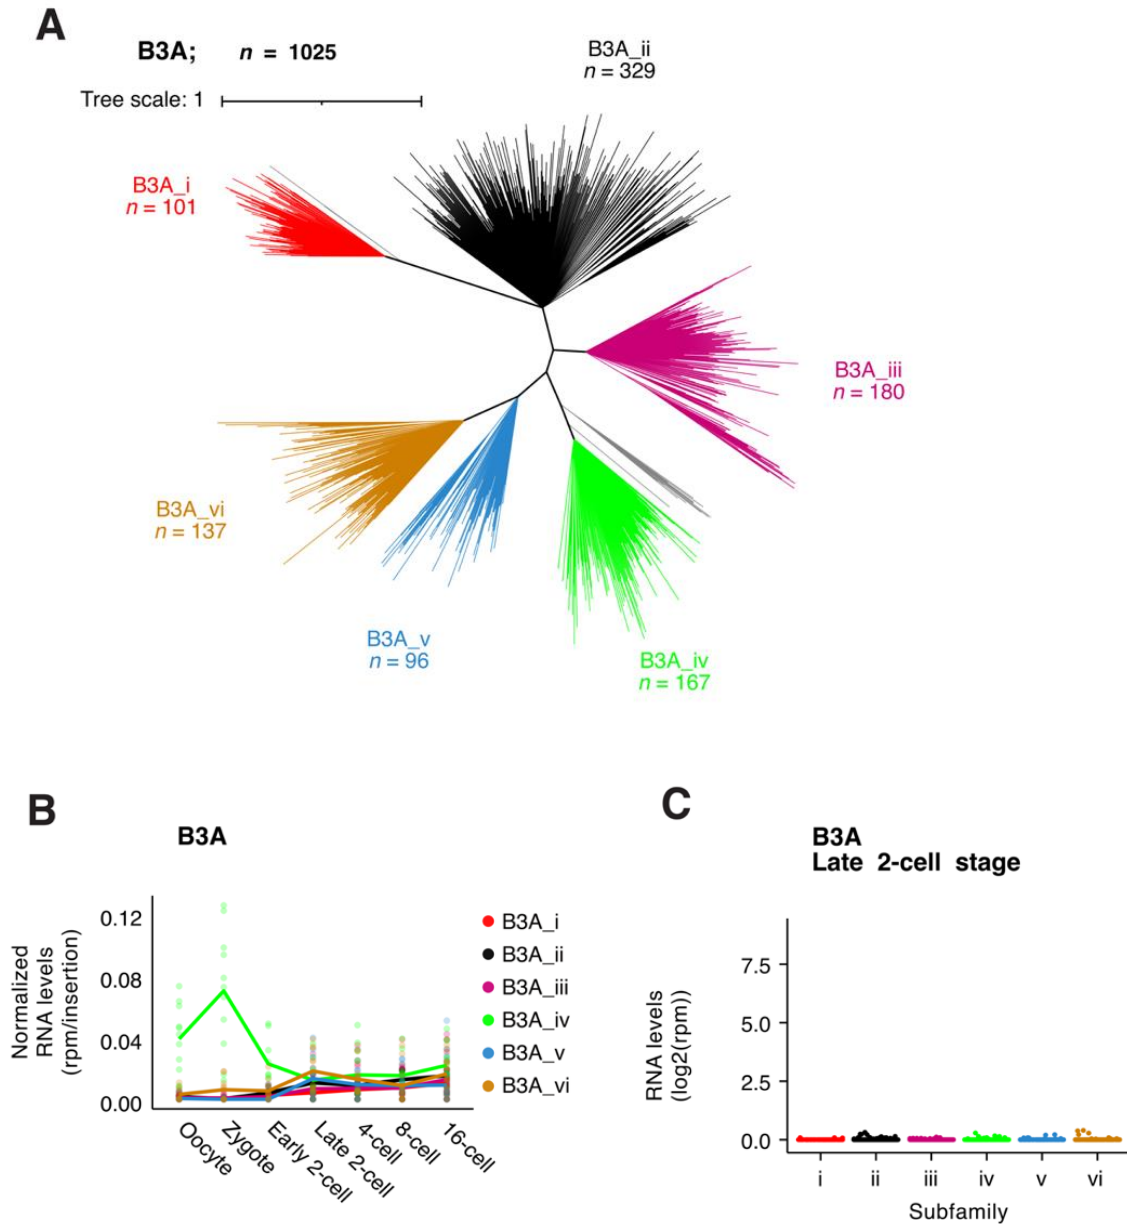 A
B3A; n = 1025
Tree scale: 1
B3A_ii
n = 329
B3A_i
n = 101
B3A_iii
n = 180
B3A_vi
n = 137
B3A_v
n = 96
B3A_iv
n = 167
B
B3A
Normalized
RNA levels
(rpm/insertion)
0.12
0.08
0.04
0.00
Oocyte
Zygote
Early 2-cell
Late 2-cell
4-cell
8-cell
16-cell
B3A_i
B3A_ii
B3A_iii
B3A_iv
B3A_v
B3A_vi
C
B3A
Late 2-cell stage
RNA levels
(log2(rpm))
7.5
5.0
2.5
0.0
i ii iii iv v vi
Subfamily